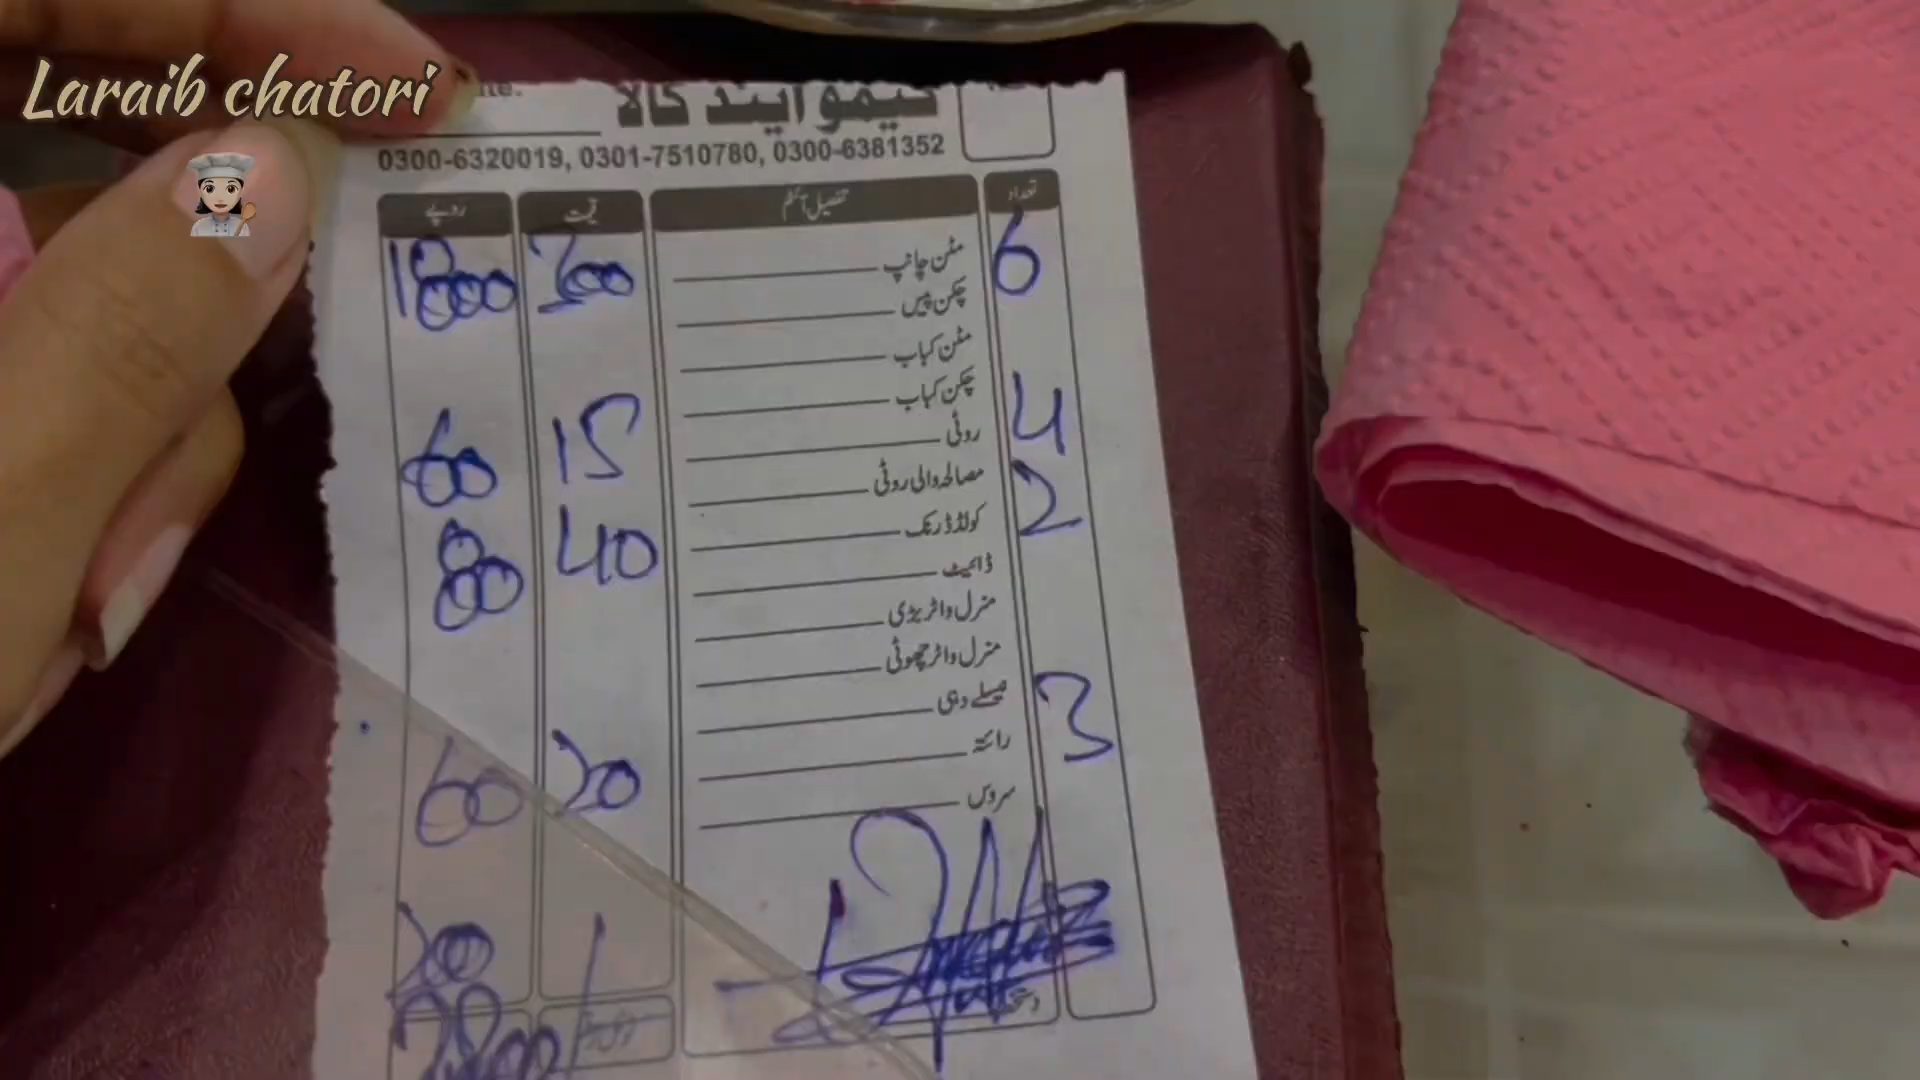 Laraib chatori
کیمو اینڈ کالا
0300-6320019, 0301-7510780, 0300-6381352
تعداد تفصیل آئٹم قیمت روپے
6 مٹن چانپ 300 1800
چکن پیس
مٹن کباب
چکن کباب
4 روٹی 15 60
2 مصالحہ والی روٹی 40 80
کولڈ ڈرنک
ڈائیٹ
منرل واٹر بڑی
منرل واٹر چھوٹی
3 دہی 20 60
رائتہ
سروس
دستخط